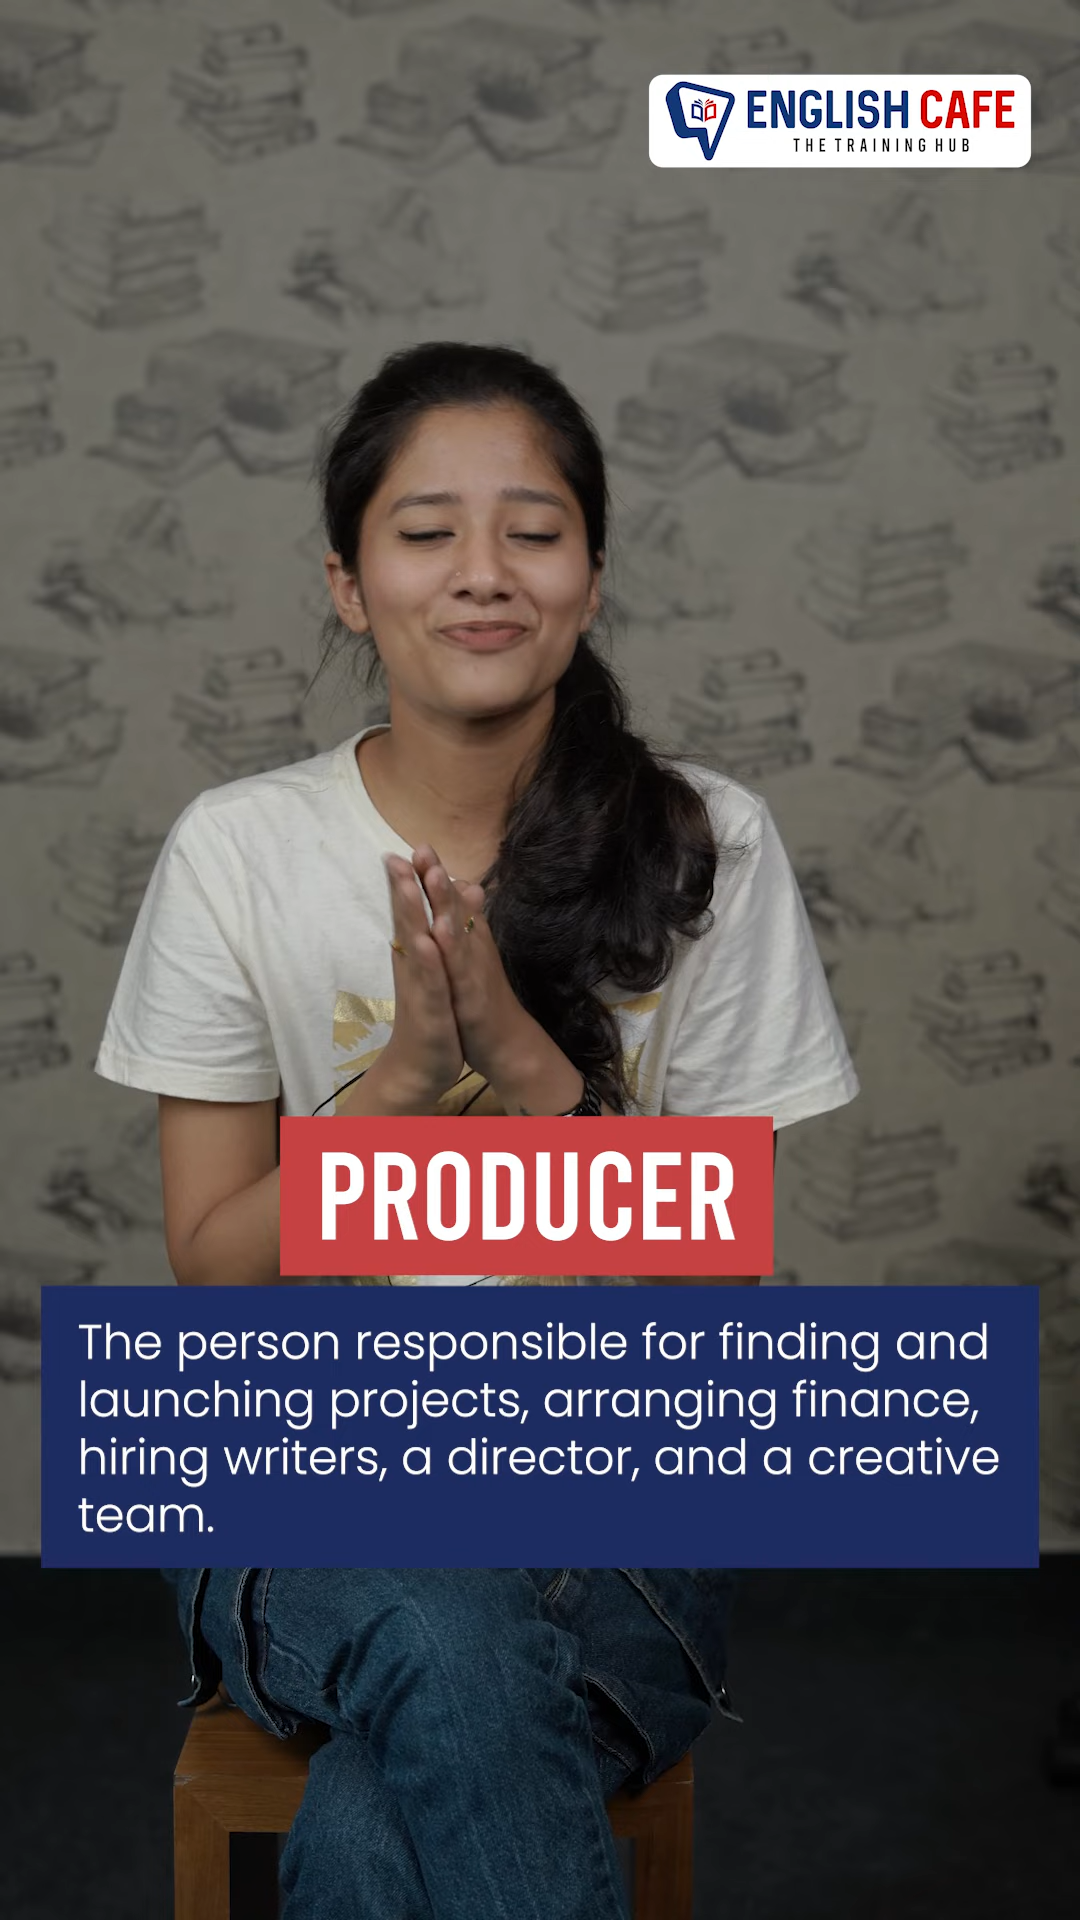 ENGLISH CAFE
THE TRAINING HUB
PRODUCER
The person responsible for finding and
launching projects, arranging finance,
hiring writers, a director, and a creative
team.